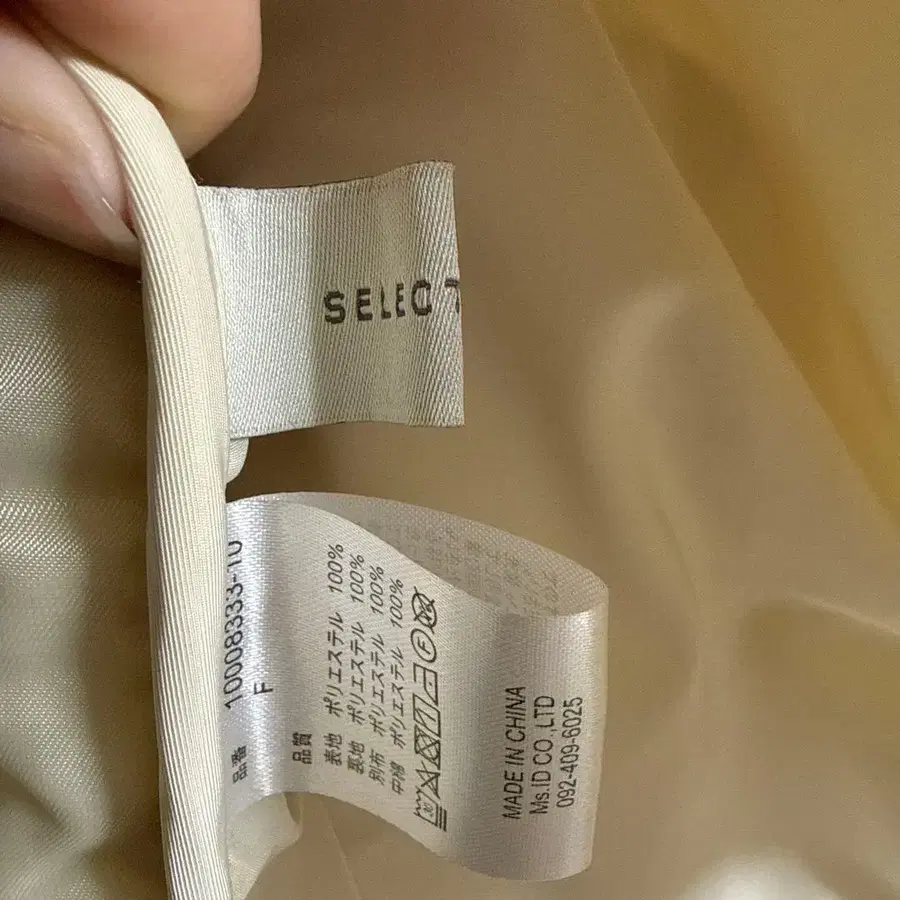 SELECT
品番 10008333-10
F
品質
表地 ポリエステル 100%
裏地 ポリエステル 100%
別布 ポリエステル 100%
中綿 ポリエステル 100%
MADE IN CHINA
Ms.ID CO.,LTD
092-409-6025